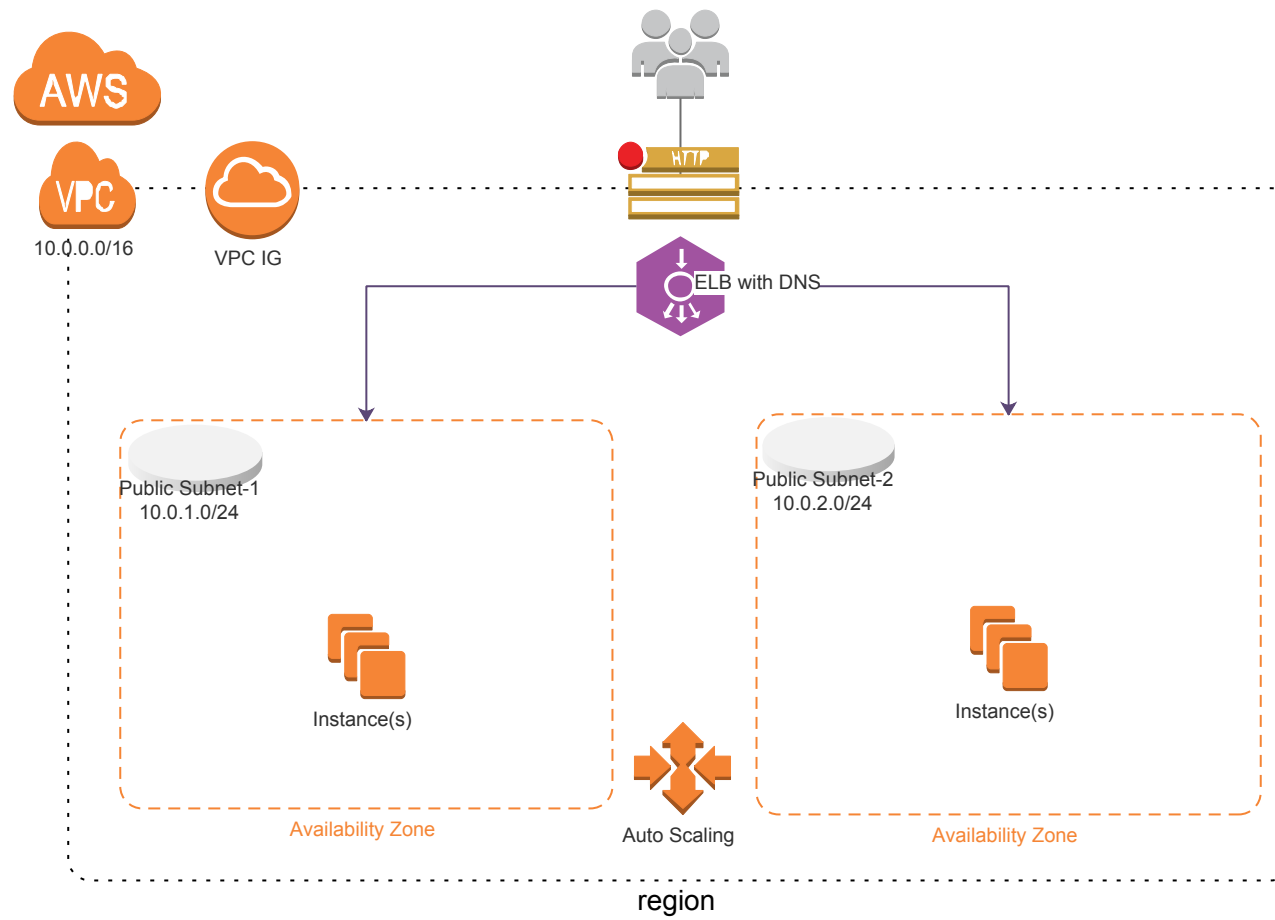 AWS
HTTP
VPC
10.0.0.0/16
VPC IG
ELB with DNS
Public Subnet-1
10.0.1.0/24
Public Subnet-2
10.0.2.0/24
Instance(s)
Instance(s)
Auto Scaling
Availability Zone
Availability Zone
region